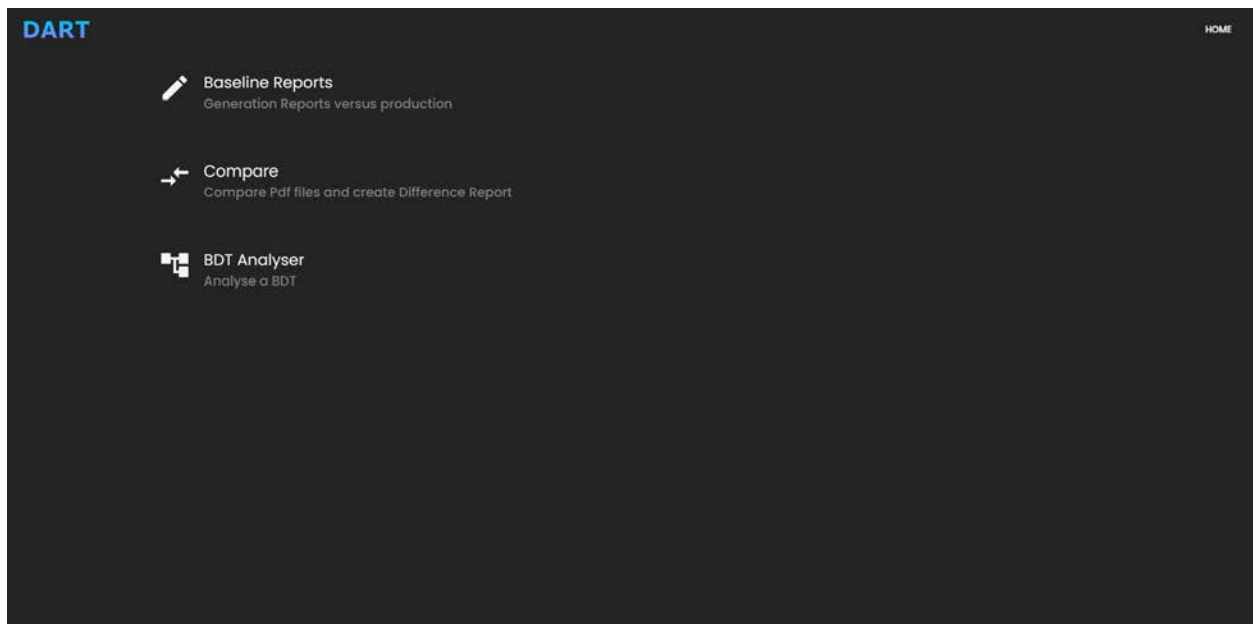 DART
HOME
Baseline Reports
Generation Reports versus production
Compare
Compare Pdf files and create Difference Report
BDT Analyser
Analyse a BDT